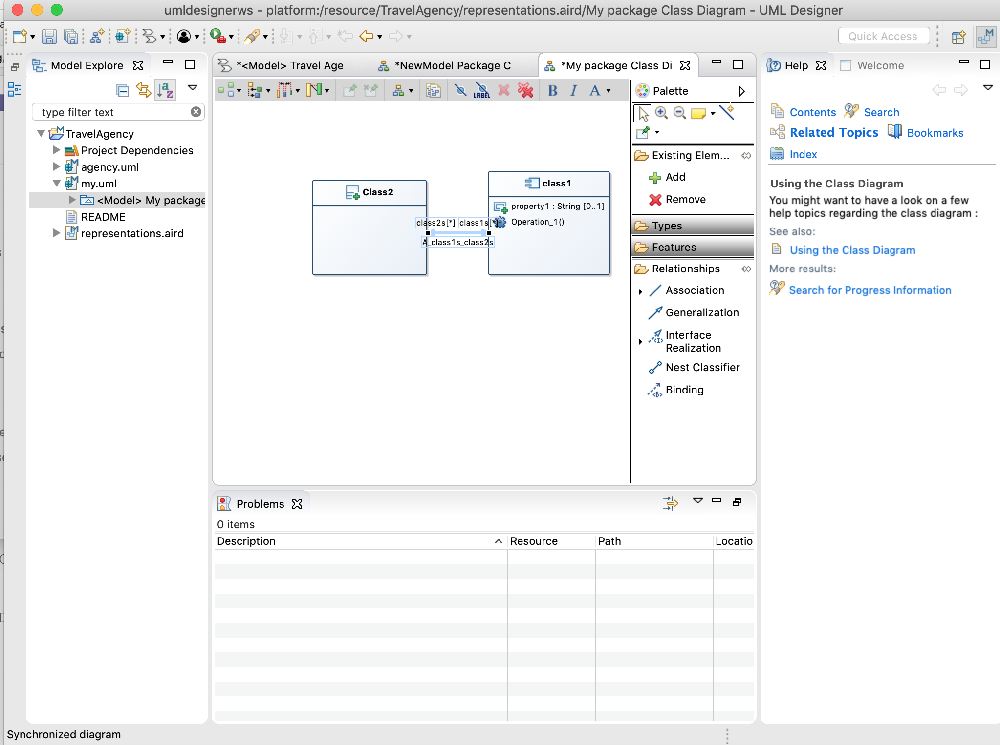 umldesignerws - platform:/resource/TravelAgency/representations.aird/My package Class Diagram - UML Designer
Quick Access
Model Explore
type filter text
TravelAgency
Project Dependencies
agency.uml
my.uml
<Model> My package
README
representations.aird
*<Model> Travel Age
*NewModel Package C
*My package Class Di
LABEL
B I A
Class2
class1
property1 : String [0..1]
Operation_1()
class2s[*]
class1s[*]
A_class1s_class2s
Palette
Existing Elem...
Add
Remove
Types
Features
Relationships
Association
Generalization
Interface
Realization
Nest Classifier
Binding
Help
Welcome
Contents
Search
Related Topics
Bookmarks
Index
Using the Class Diagram
You might want to have a look on a few
help topics regarding the class diagram :
See also:
Using the Class Diagram
More results:
Search for Progress Information
Problems
0 items
Description
Resource
Path
Locatio
Synchronized diagram